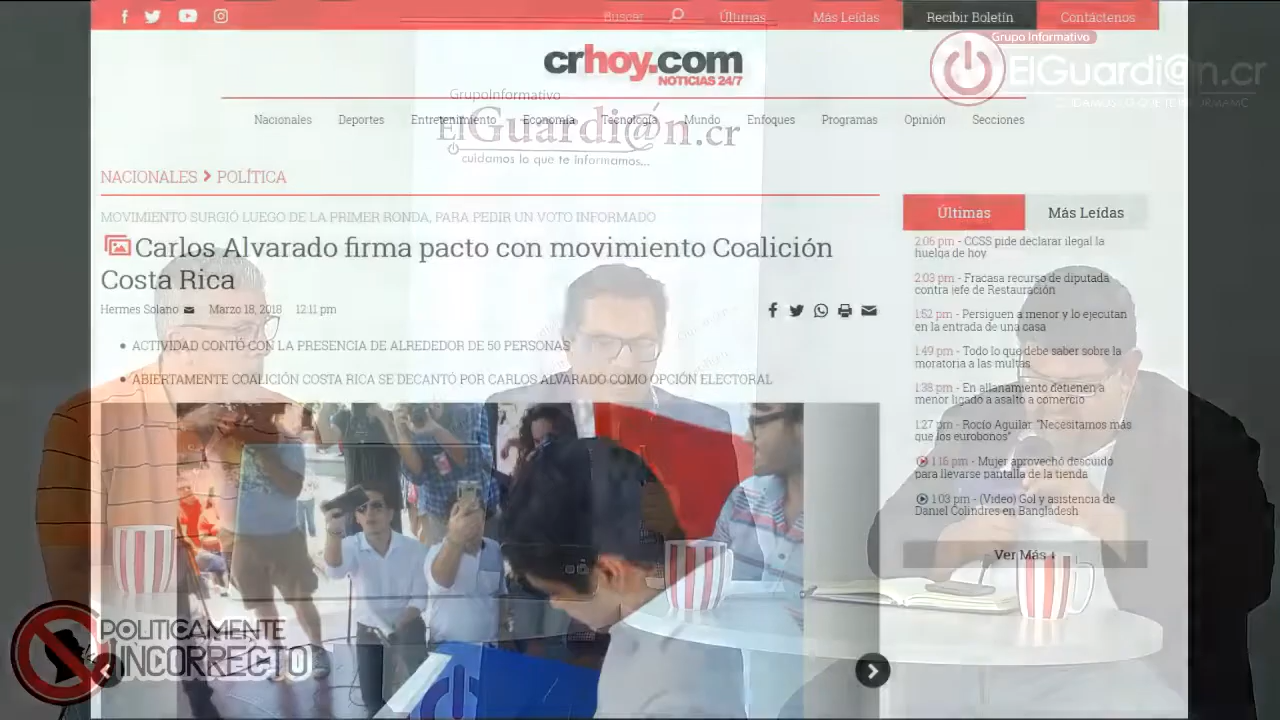 Buscar
Últimas
Más Leídas
Recibir Boletín
Contáctenos
Grupo Informativo
ElGuardi@n.cr
crhoy.com
NOTICIAS 24/7
GrupoInformativo
ElGuardi@n.cr
cuidamos lo que te informamos...
Nacionales
Deportes
Entretenimiento
Economía
Tecnología
Mundo
Enfoques
Programas
Opinión
Secciones
NACIONALES > POLÍTICA
MOVIMIENTO SURGIÓ LUEGO DE LA PRIMER RONDA, PARA PEDIR UN VOTO INFORMADO
Carlos Alvarado firma pacto con movimiento Coalición
Costa Rica
Hermes Solano Marzo 18, 2018 12:11 pm
• ACTIVIDAD CONTÓ CON LA PRESENCIA DE ALREDEDOR DE 50 PERSONAS
• ABIERTAMENTE COALICIÓN COSTA RICA SE DECANTÓ POR CARLOS ALVARADO COMO OPCIÓN ELECTORAL
Últimas
Más Leídas
2:06 pm - CCSS pide declarar ilegal la
huelga de hoy
2:03 pm - Fracasa recurso de diputada
contra jefe de Restauración
1:52 pm - Persiguen a menor y lo ejecutan
en la entrada de una casa
1:49 pm - Todo lo que debe saber sobre la
moratoria a las multas
1:38 pm - En allanamiento detienen a
menor ligado a asalto a comercio
1:27 pm - Rocío Aguilar: "Necesitamos más
que los eurobonos"
1:16 pm - Mujer aprovechó descuido
para llevarse pantalla de la tienda
1:03 pm - (Video) Gol y asistencia de
Daniel Colindres en Bangladesh
Ver Más
POLITICAMENTE
INCORRECTO